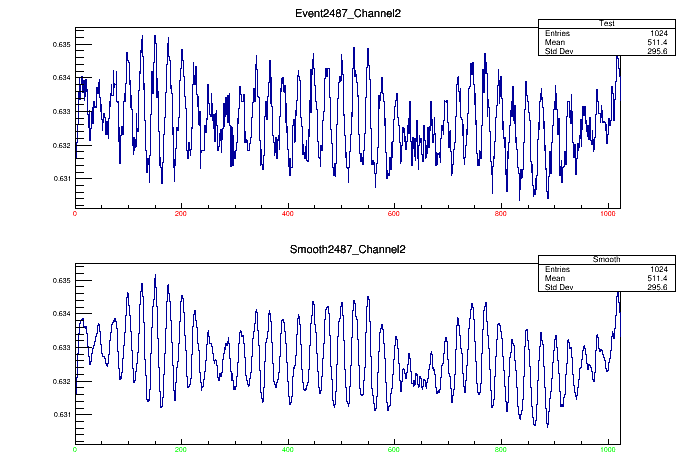 Event2487_Channel2
Test
Entries 1024
Mean 511.4
Std Dev 295.6
0.635
0.634
0.633
0.632
0.631
0 200 400 600 800 1000
Smooth2487_Channel2
Smooth
Entries 1024
Mean 511.4
Std Dev 295.6
0.635
0.634
0.633
0.632
0.631
0 200 400 600 800 1000